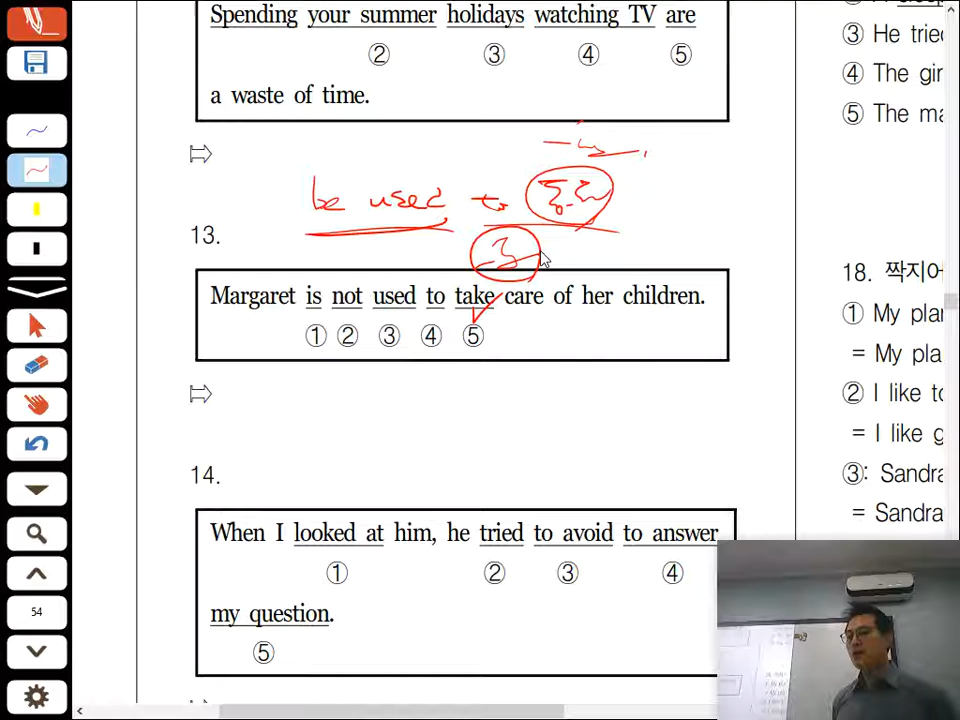 Spending your summer holidays watching TV are
② ③ ④ ⑤
a waste of time.
⇨
be used to
13.
Margaret is not used to take care of her children.
① ② ③ ④ ⑤
⇨
14.
When I looked at him, he tried to avoid to answer
① ② ③ ④
my question.
⑤
54
③ He tried
④ The gir
⑤ The ma
18. 짝지어
① My plan
= My pla
② I like to
= I like g
③: Sandra
= Sandra